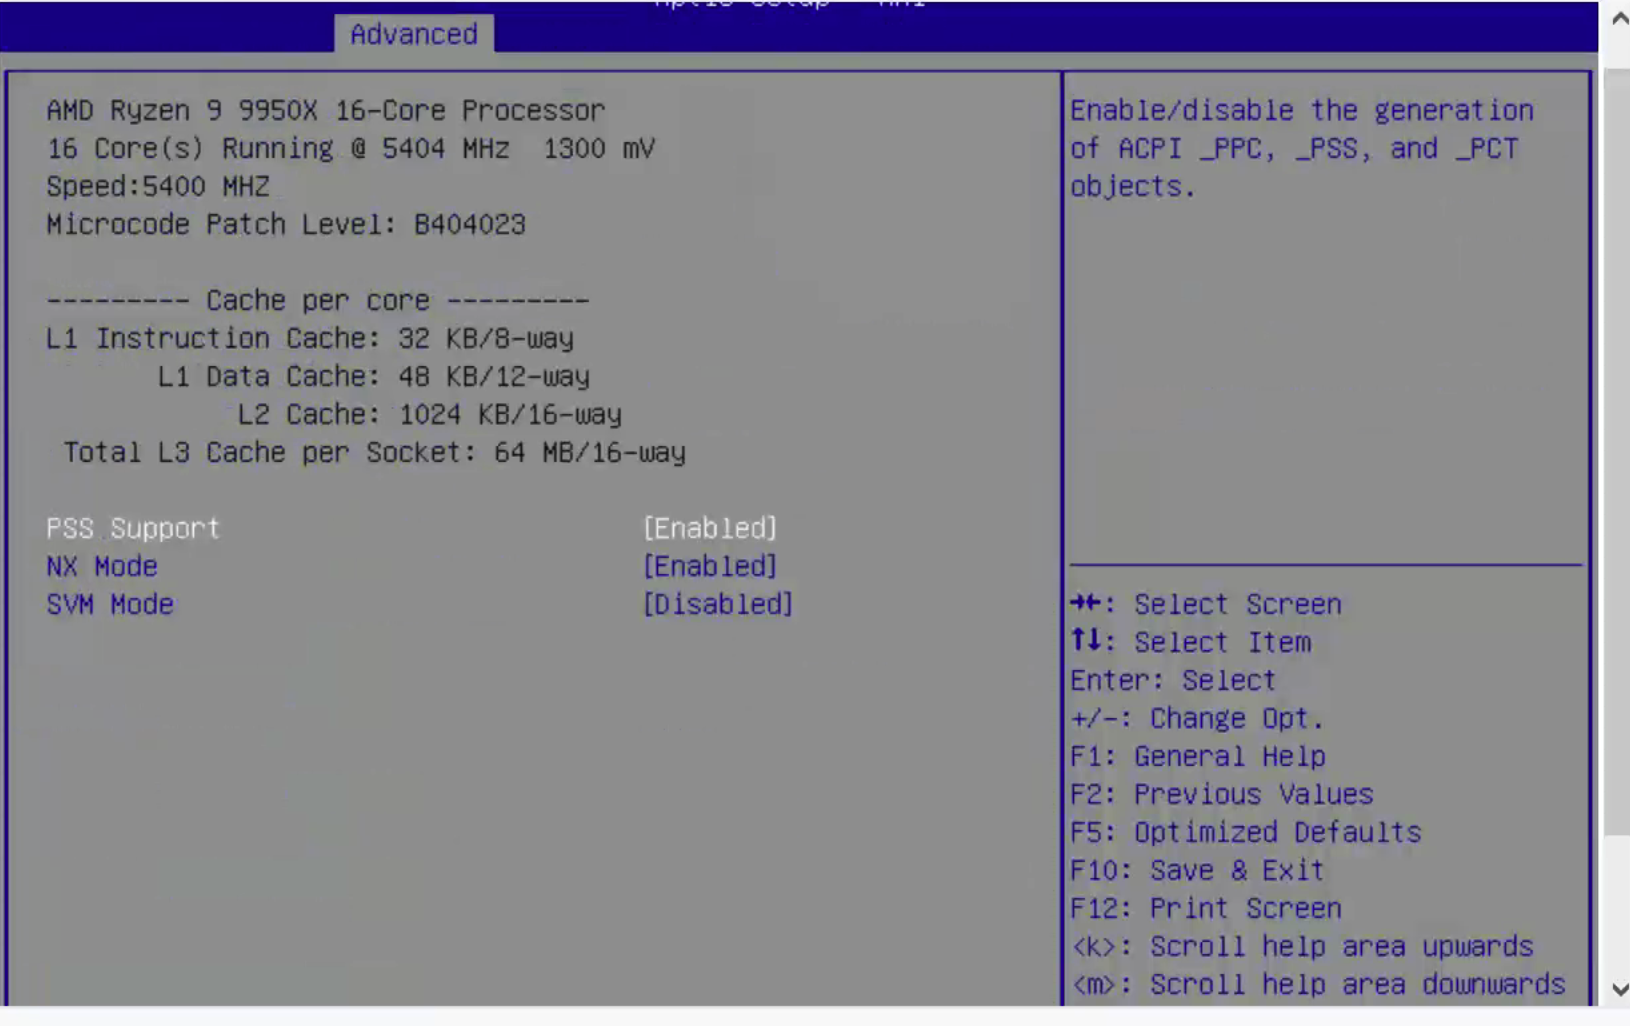 Aptio Setup - AMI
Advanced
AMD Ryzen 9 9950X 16-Core Processor
16 Core(s) Running @ 5404 MHz  1300 mV
Speed:5400 MHZ
Microcode Patch Level: B404023
--------- Cache per core ---------
L1 Instruction Cache: 32 KB/8-way
L1 Data Cache: 48 KB/12-way
L2 Cache: 1024 KB/16-way
Total L3 Cache per Socket: 64 MB/16-way
PSS Support [Enabled]
NX Mode [Enabled]
SVM Mode [Disabled]
Enable/disable the generation
of ACPI _PPC, _PSS, and _PCT
objects.
→←: Select Screen
↑↓: Select Item
Enter: Select
+/-: Change Opt.
F1: General Help
F2: Previous Values
F5: Optimized Defaults
F10: Save & Exit
F12: Print Screen
<k>: Scroll help area upwards
<m>: Scroll help area downwards